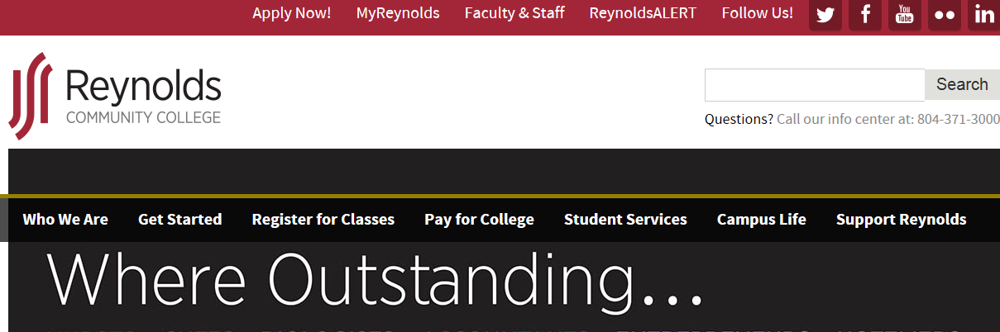 Apply Now! MyReynolds Faculty & Staff ReynoldsALERT Follow Us! You Tube f in
Reynolds
COMMUNITY COLLEGE
Search
Questions? Call our info center at: 804-371-3000
Who We Are Get Started Register for Classes Pay for College Student Services Campus Life Support Reynolds
Where Outstanding...